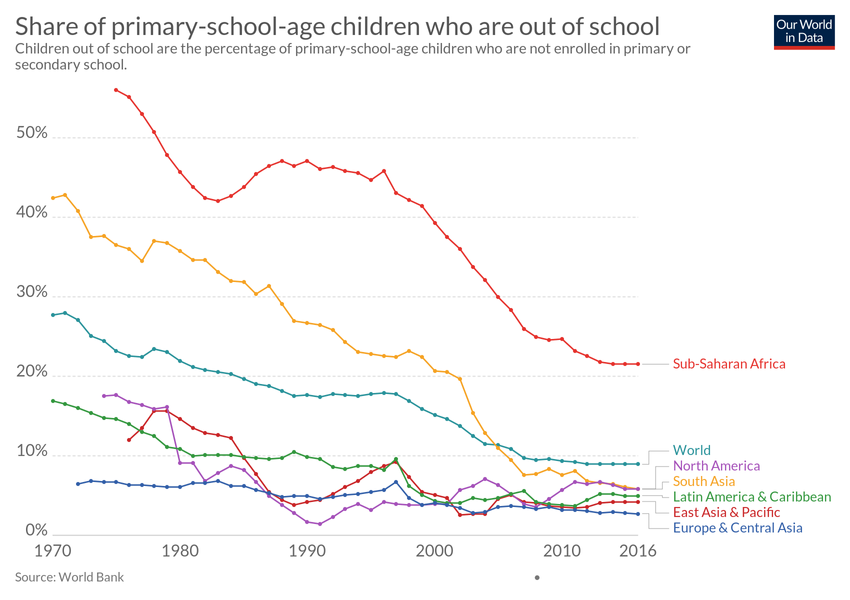 Share of primary-school-age children who are out of school
Our World
in Data
Children out of school are the percentage of primary-school-age children who are not enrolled in primary or
secondary school.
50%
40%
30%
20%
10%
0%
Sub-Saharan Africa
World
North America
South Asia
Latin America & Caribbean
East Asia & Pacific
Europe & Central Asia
1970
1980
1990
2000
2010
2016
Source: World Bank